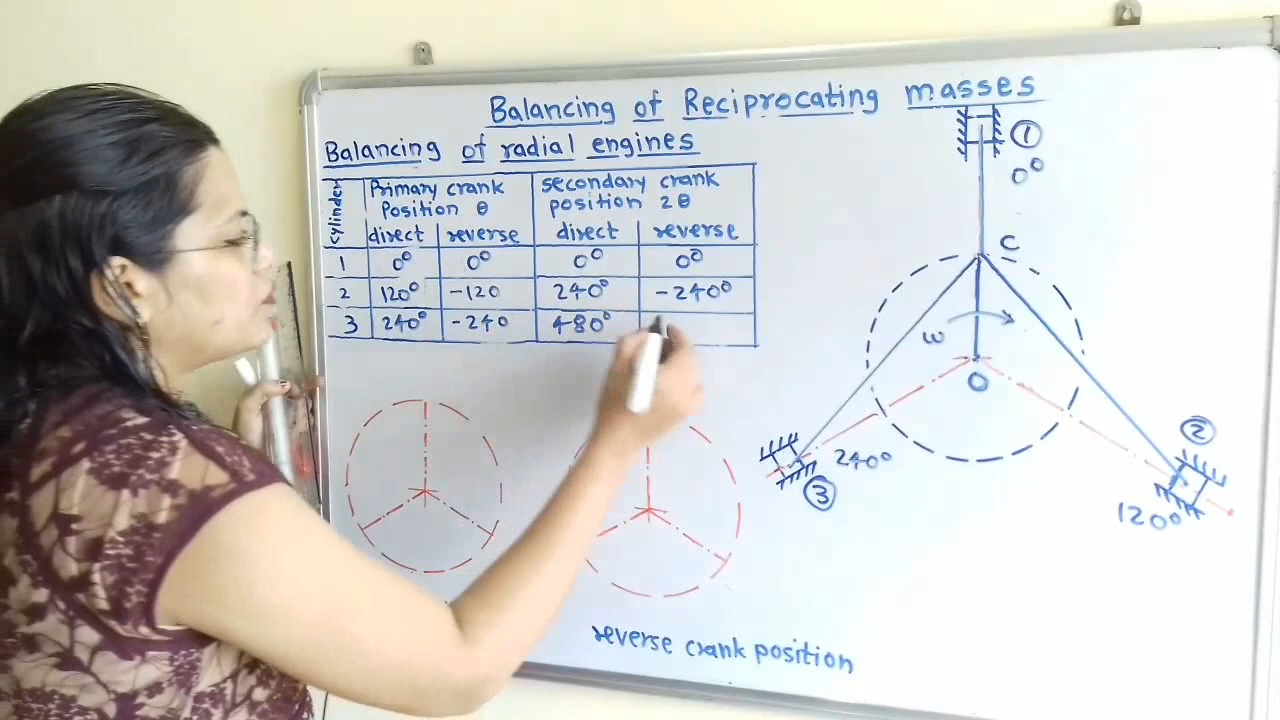 Balancing of Reciprocating masses
Balancing of radial engines
cylinder
Primary crank
Position θ
secondary crank
position 2θ
direct reverse direct reverse
1 0° 0° 0° 0°
2 120° -120 240° -240°
3 240° -240 480°
1
0°
C
ω
O
2
120°
240°
3
reverse crank position